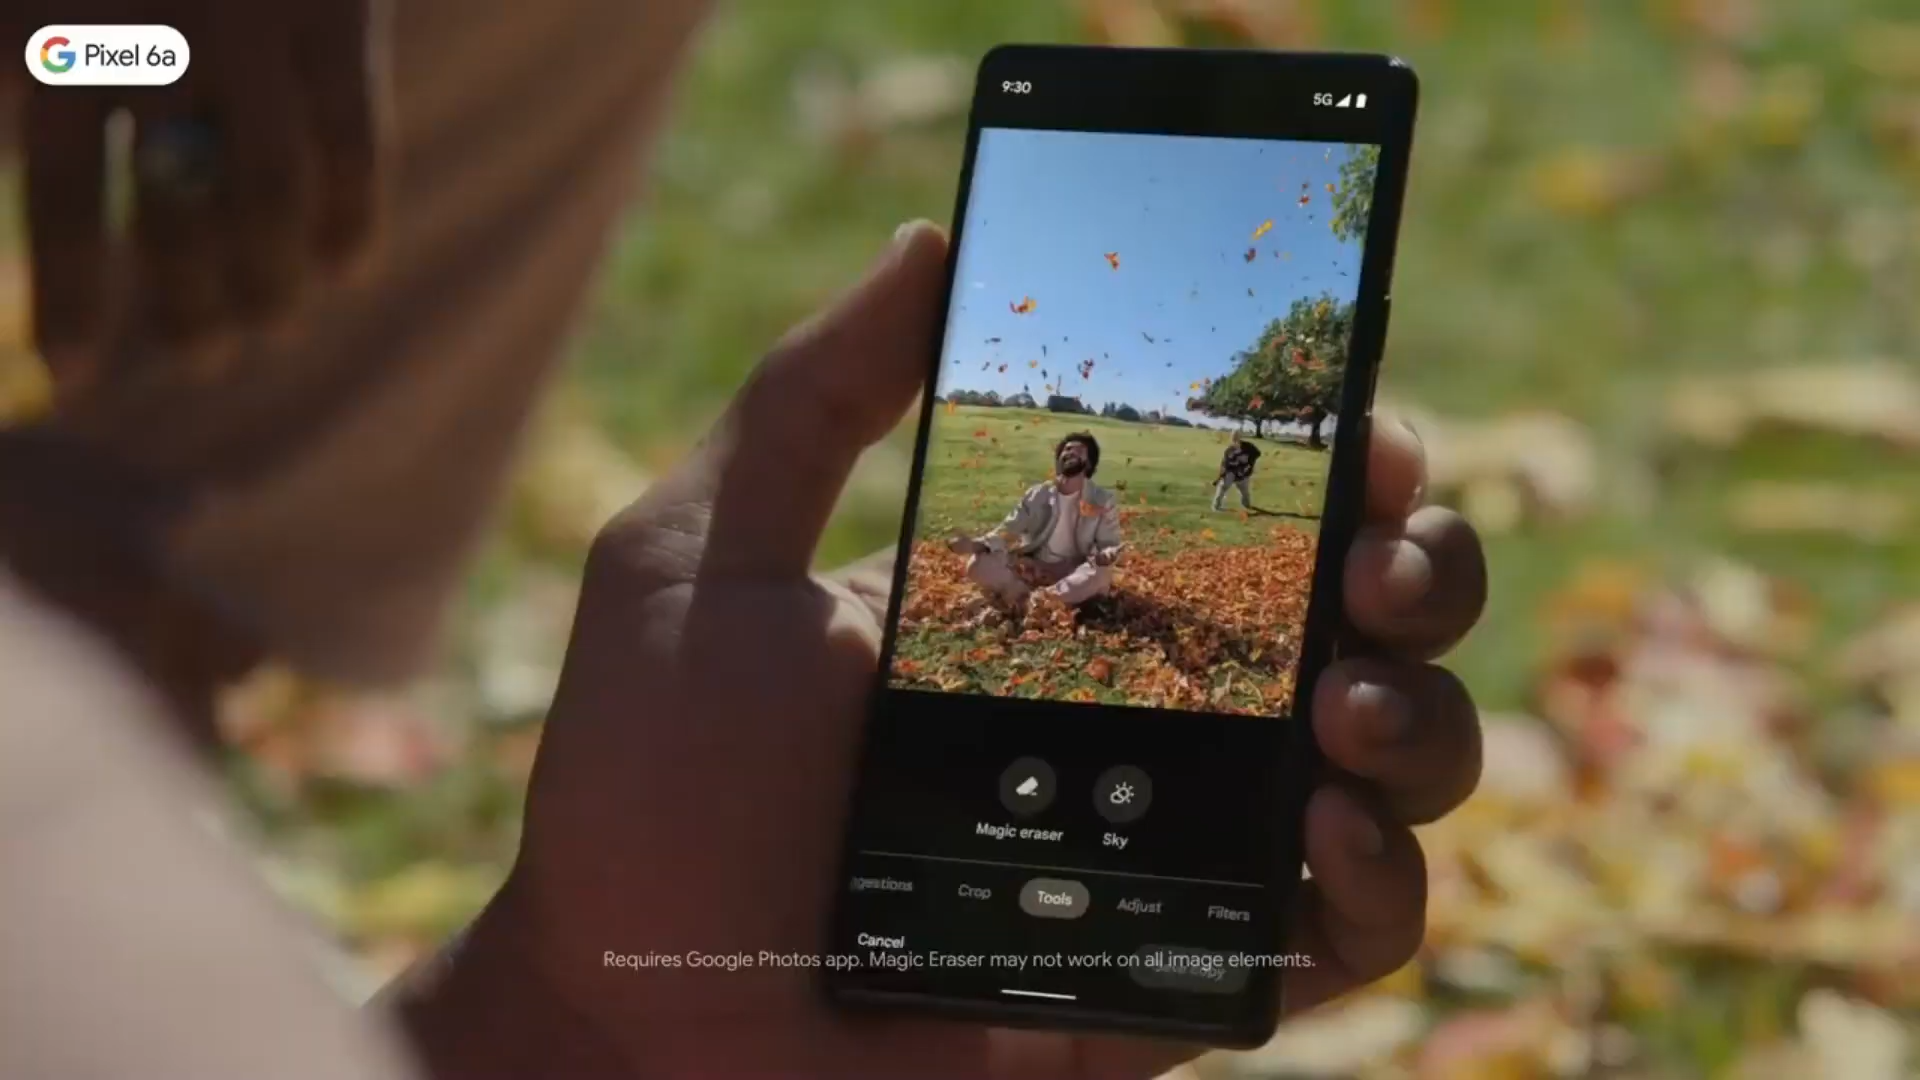 Pixel 6a
9:30
5G
Magic eraser
Sky
gestions
Crop
Tools
Adjust
Filters
Cancel
Requires Google Photos app. Magic Eraser may not work on all image elements.